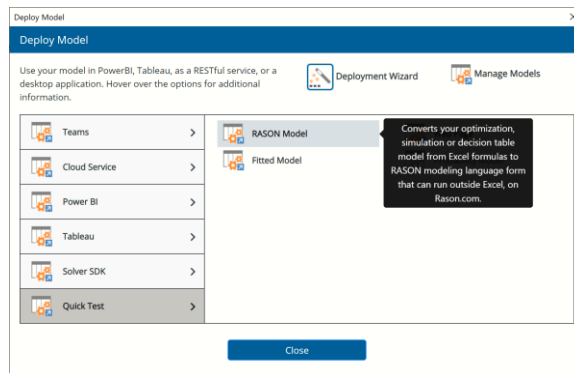 Deploy Model
Deploy Model
Use your model in PowerBI, Tableau, as a RESTful service, or a
desktop application. Hover over the options for additional
information.
Deployment Wizard
Manage Models
Teams
Cloud Service
Power BI
Tableau
Solver SDK
Quick Test
RASON Model
Fitted Model
Converts your optimization,
simulation or decision table
model from Excel formulas to
RASON modeling language form
that can run outside Excel, on
Rason.com.
Close